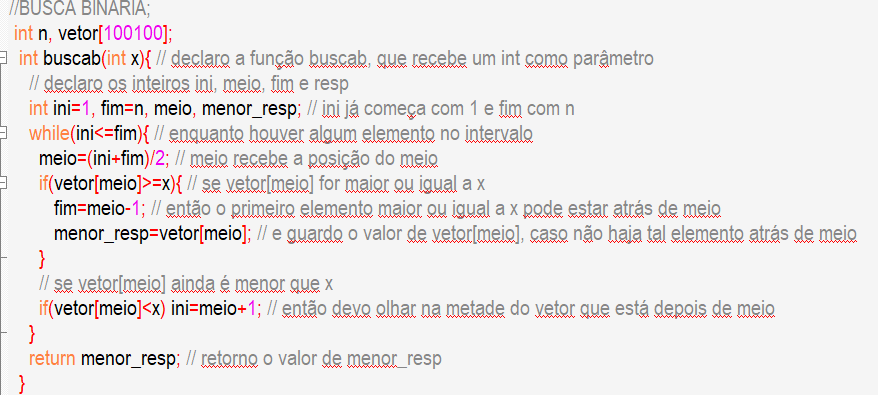 //BUSCA BINARIA;
int n, vetor[100100];
int buscab(int x){ // declaro a função buscab, que recebe um int como parâmetro
// declaro os inteiros ini, meio, fim e resp
int ini=1, fim=n, meio, menor_resp; // ini já começa com 1 e fim com n
while(ini<=fim){ // enquanto houver algum elemento no intervalo
meio=(ini+fim)/2; // meio recebe a posição do meio
if(vetor[meio]>=x){ // se vetor[meio] for maior ou igual a x
fim=meio-1; // então o primeiro elemento maior ou igual a x pode estar atrás de meio
menor_resp=vetor[meio]; // e guardo o valor de vetor[meio], caso não haja tal elemento atrás de meio
}
// se vetor[meio] ainda é menor que x
if(vetor[meio]<x) ini=meio+1; // então devo olhar na metade do vetor que está depois de meio
}
return menor_resp; // retorno o valor de menor_resp
}